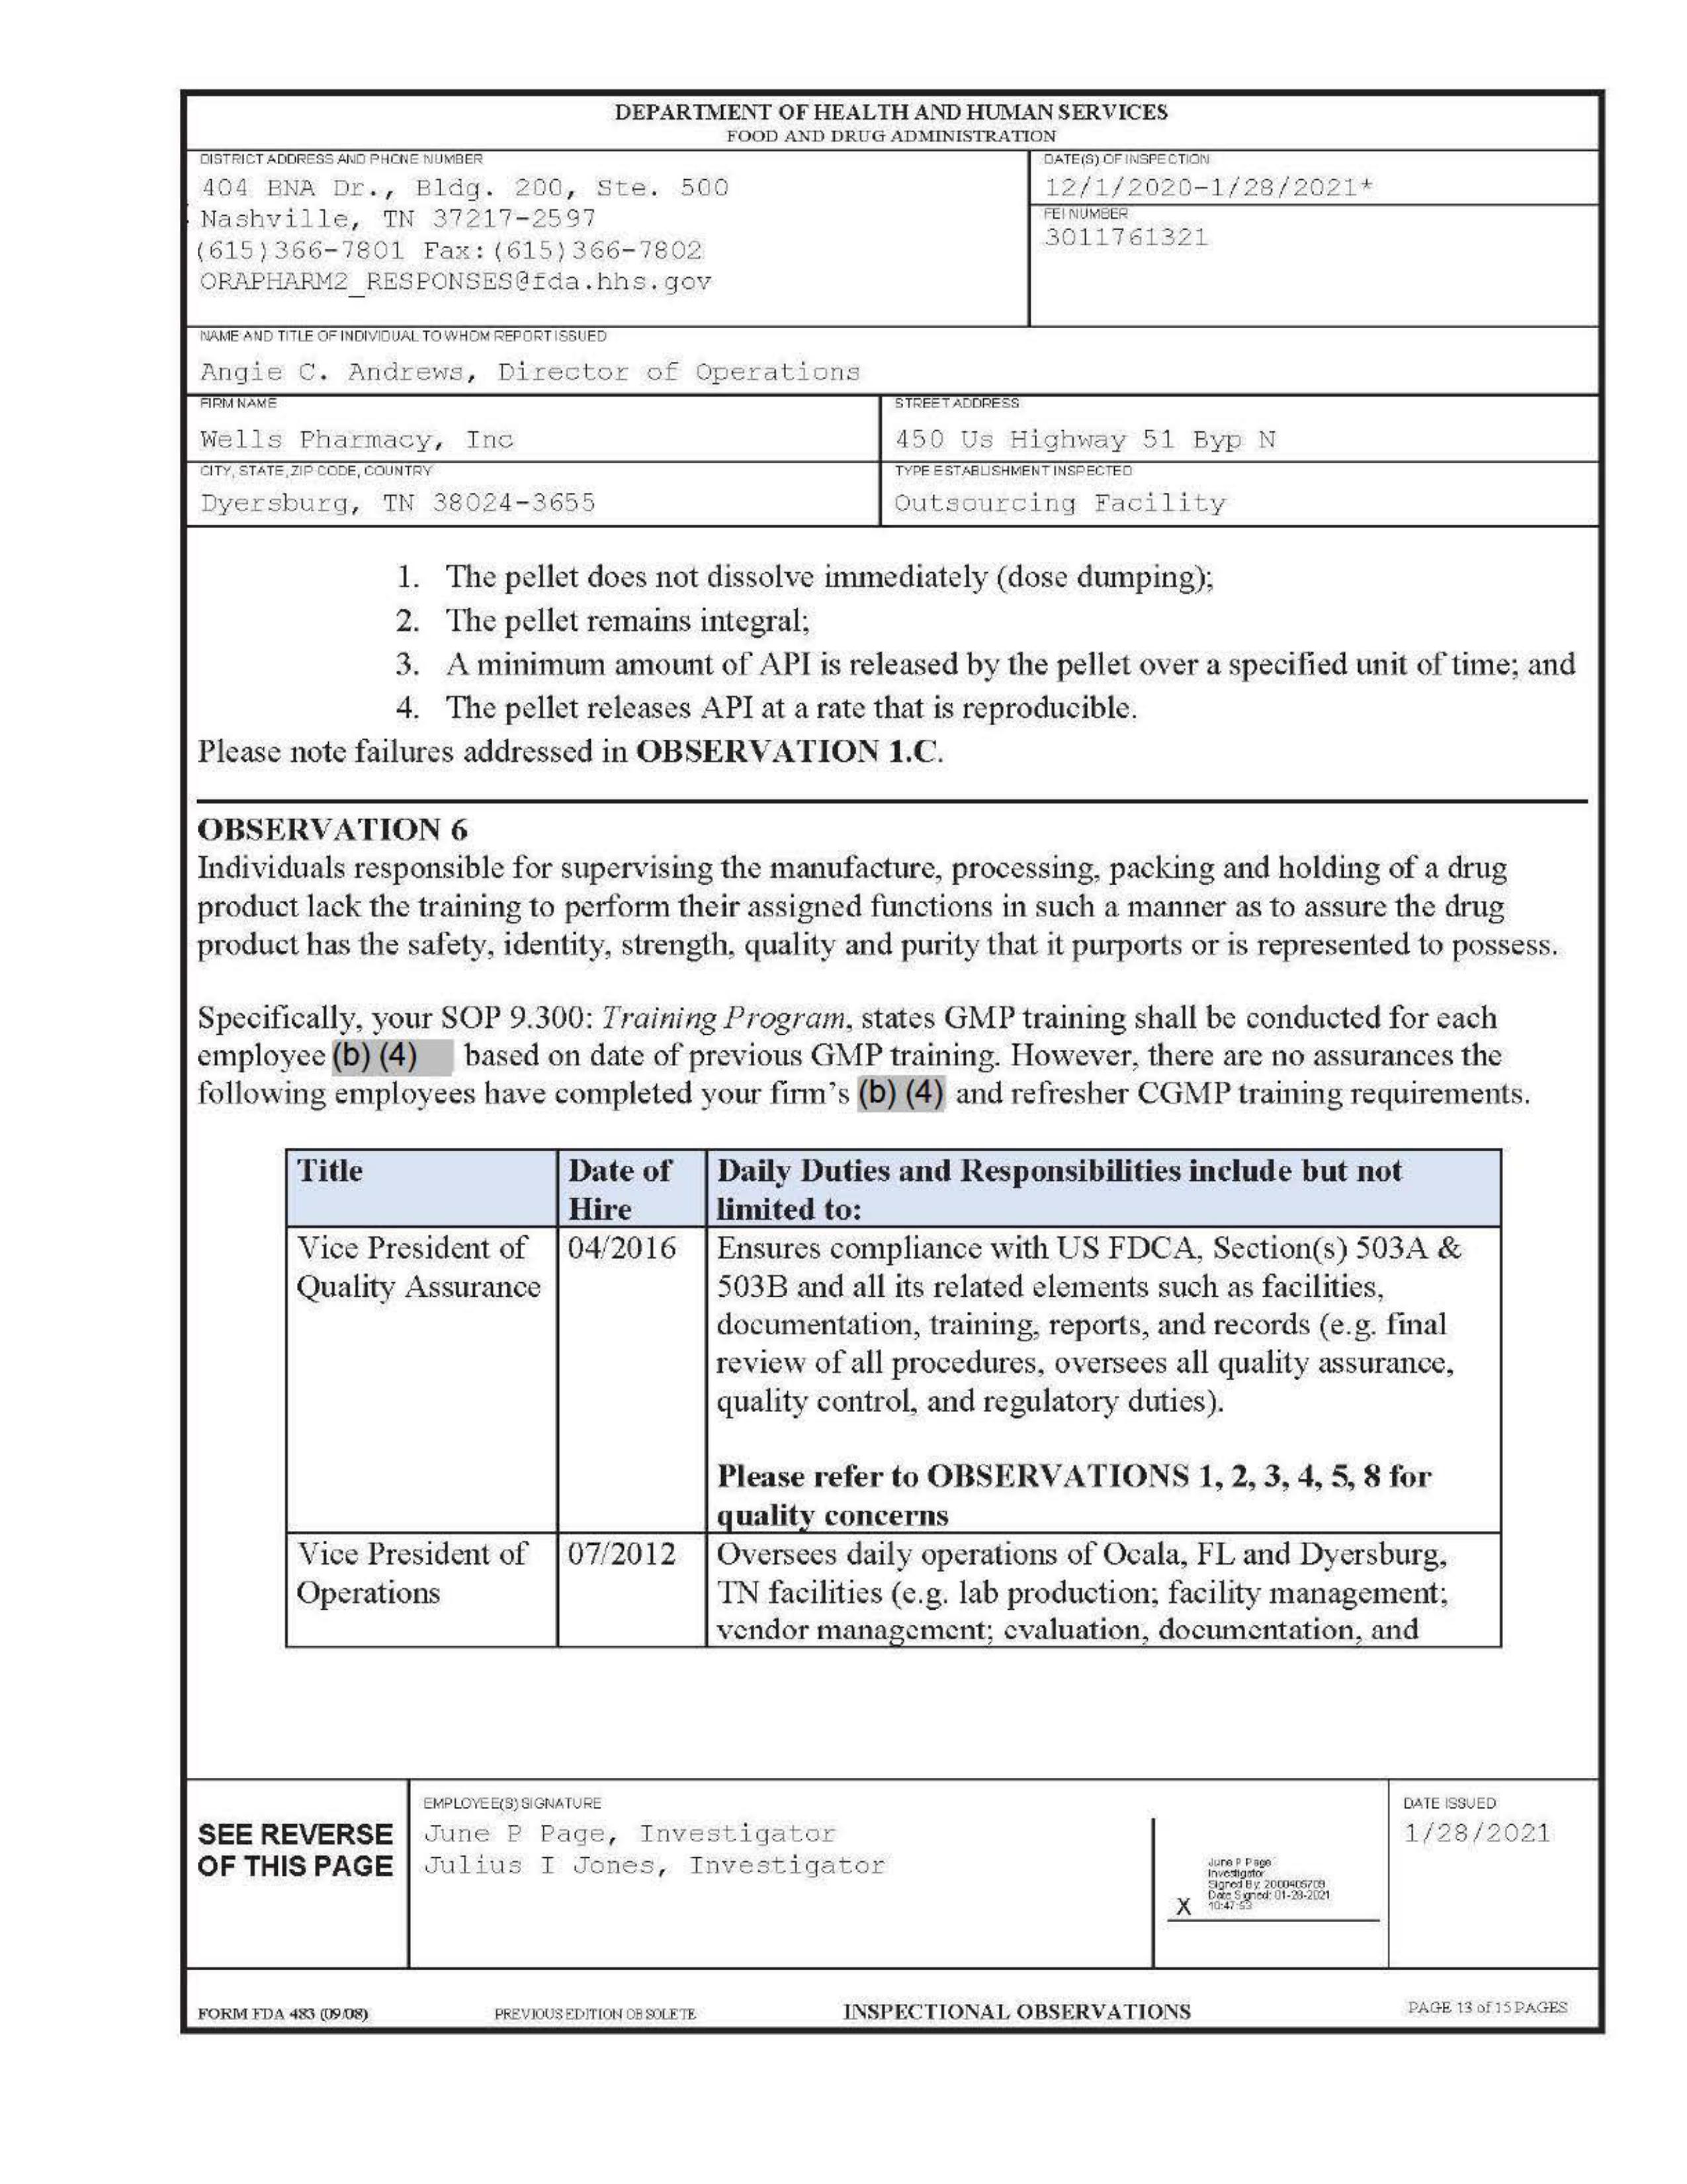 DEPARTMENT OF HEALTH AND HUMAN SERVICES
FOOD AND DRUG ADMINISTRATION
DISTRICT ADDRESS AND PHONE NUMBER
404 BNA Dr., Bldg. 200, Ste. 500
Nashville, TN 37217-2597
(615)366-7801 Fax:(615)366-7802
ORAPHARM2_RESPONSES@fda.hhs.gov
DATE(S) OF INSPECTION
12/1/2020-1/28/2021*
FEI NUMBER
3011761321
NAME AND TITLE OF INDIVIDUAL TO WHOM REPORT ISSUED
Angie C. Andrews, Director of Operations
FIRM NAME
Wells Pharmacy, Inc
STREET ADDRESS
450 Us Highway 51 Byp N
CITY, STATE, ZIP CODE, COUNTRY
Dyersburg, TN 38024-3655
TYPE ESTABLISHMENT INSPECTED
Outsourcing Facility
1. The pellet does not dissolve immediately (dose dumping);
2. The pellet remains integral;
3. A minimum amount of API is released by the pellet over a specified unit of time; and
4. The pellet releases API at a rate that is reproducible.
Please note failures addressed in OBSERVATION 1.C.
OBSERVATION 6
Individuals responsible for supervising the manufacture, processing, packing and holding of a drug
product lack the training to perform their assigned functions in such a manner as to assure the drug
product has the safety, identity, strength, quality and purity that it purports or is represented to possess.
Specifically, your SOP 9.300: Training Program, states GMP training shall be conducted for each
employee (b) (4) based on date of previous GMP training. However, there are no assurances the
following employees have completed your firm's (b) (4) and refresher CGMP training requirements.
Title
Date of
Hire
Daily Duties and Responsibilities include but not
limited to:
Vice President of
Quality Assurance
04/2016
Ensures compliance with US FDCA, Section(s) 503A &
503B and all its related elements such as facilities,
documentation, training, reports, and records (e.g. final
review of all procedures, oversees all quality assurance,
quality control, and regulatory duties).
Please refer to OBSERVATIONS 1, 2, 3, 4, 5, 8 for
quality concerns
Vice President of
Operations
07/2012
Oversees daily operations of Ocala, FL and Dyersburg,
TN facilities (e.g. lab production; facility management;
vendor management; evaluation, documentation, and
SEE REVERSE
OF THIS PAGE
EMPLOYEE(S) SIGNATURE
June P Page, Investigator
Julius I Jones, Investigator
X
June P Page
Investigator
Signed By: 2000405709
Date Signed: 01-28-2021
10:47:53
DATE ISSUED
1/28/2021
FORM FDA 483 (09/08)
PREVIOUS EDITION OBSOLETE
INSPECTIONAL OBSERVATIONS
PAGE 13 of 15 PAGES